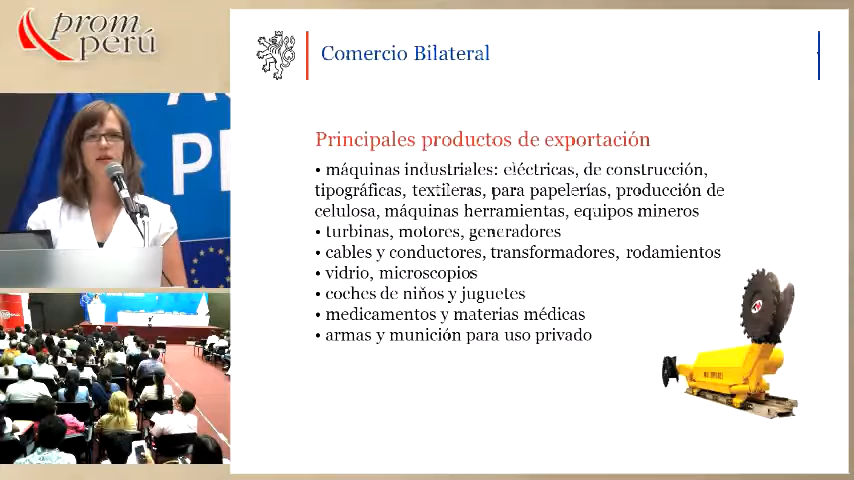 prom
perú
Comercio Bilateral
Principales productos de exportación
• máquinas industriales: eléctricas, de construcción,
tipográficas, textileras, para papelerías, producción de
celulosa, máquinas herramientas, equipos mineros
• turbinas, motores, generadores
• cables y conductores, transformadores, rodamientos
• vidrio, microscopios
• coches de niños y juguetes
• medicamentos y materias médicas
• armas y munición para uso privado